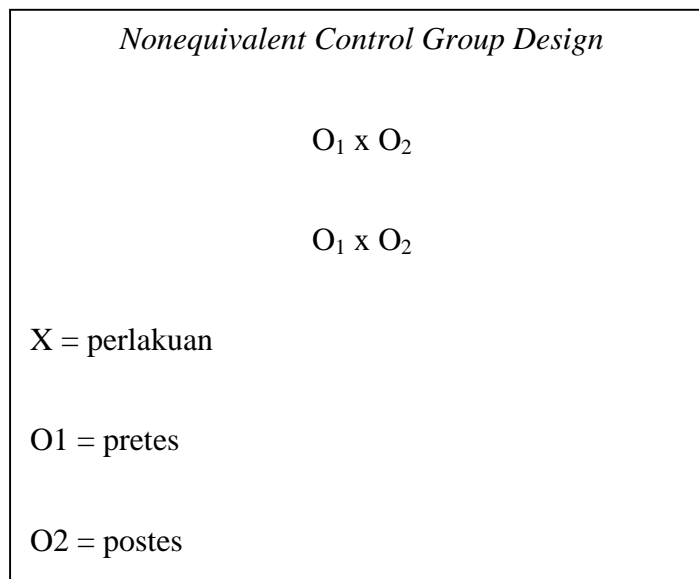 Nonequivalent Control Group Design
O₁ x O₂
O₁ x O₂
X = perlakuan
O1 = pretes
O2 = postes